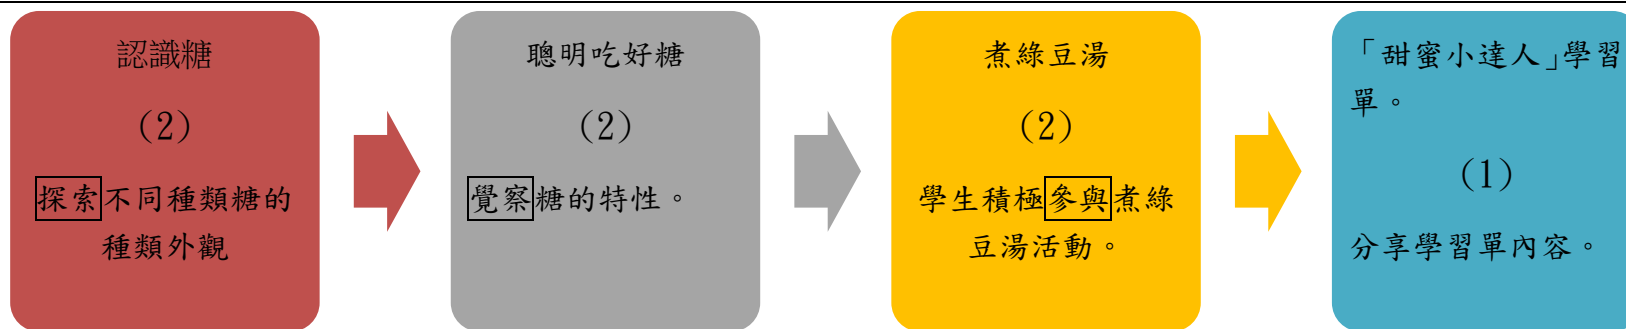 認識糖
(2)
探索不同種類糖的
種類外觀
聰明吃好糖
(2)
覺察糖的特性。
煮綠豆湯
(2)
學生積極參與煮綠
豆湯活動。
「甜蜜小達人」學習
單。
(1)
分享學習單內容。